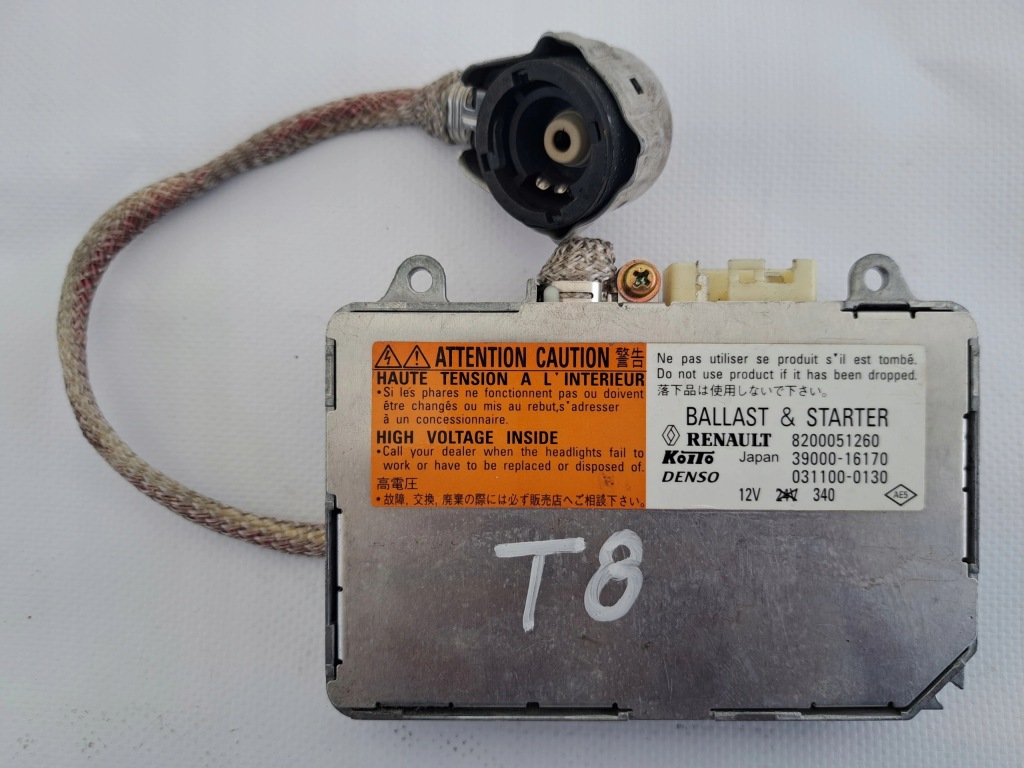 ATTENTION CAUTION 警告
HAUTE TENSION A L'INTERIEUR
•Si les phares ne fonctionnent pas ou doivent
être changés ou mis au rebut,s'adresser
à un concessionnaire.
HIGH VOLTAGE INSIDE
•Call your dealer when the headlights fail to
work or have to be replaced or disposed of.
高電圧
•故障, 交換, 廃棄の際には必ず販売店へご相談下さい。
Ne pas utiliser se produit s'il est tombé.
Do not use product if it has been dropped.
落下品は使用しないで下さい。
BALLAST & STARTER
RENAULT 8200051260
KOITO Japan 39000-16170
DENSO 031100-0130
12V 340
AE5
T8